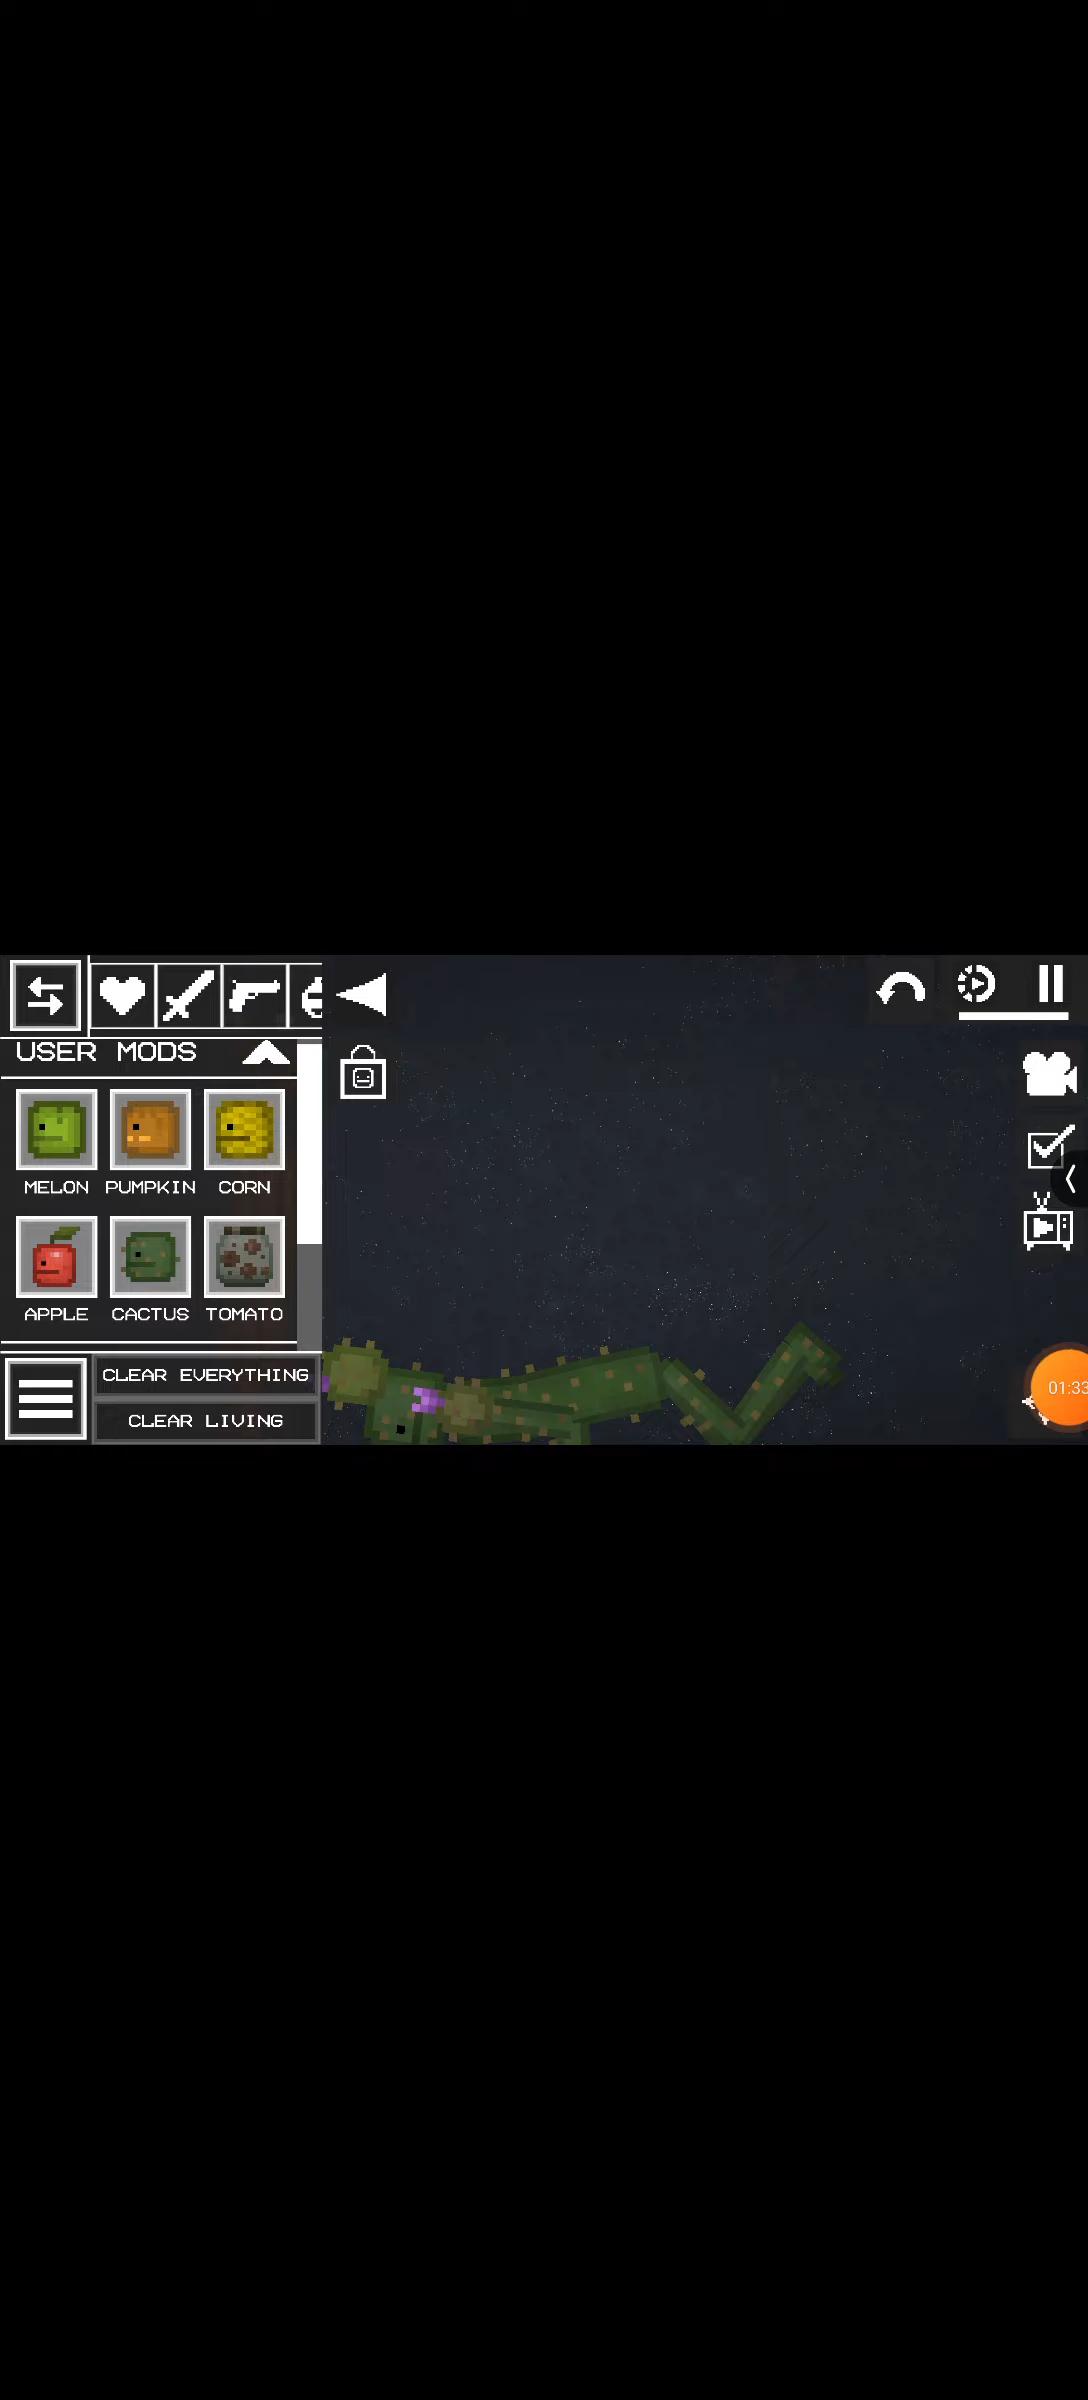 USER MODS
MELON PUMPKIN CORN
APPLE CACTUS TOMATO
CLEAR EVERYTHING
CLEAR LIVING
01:33